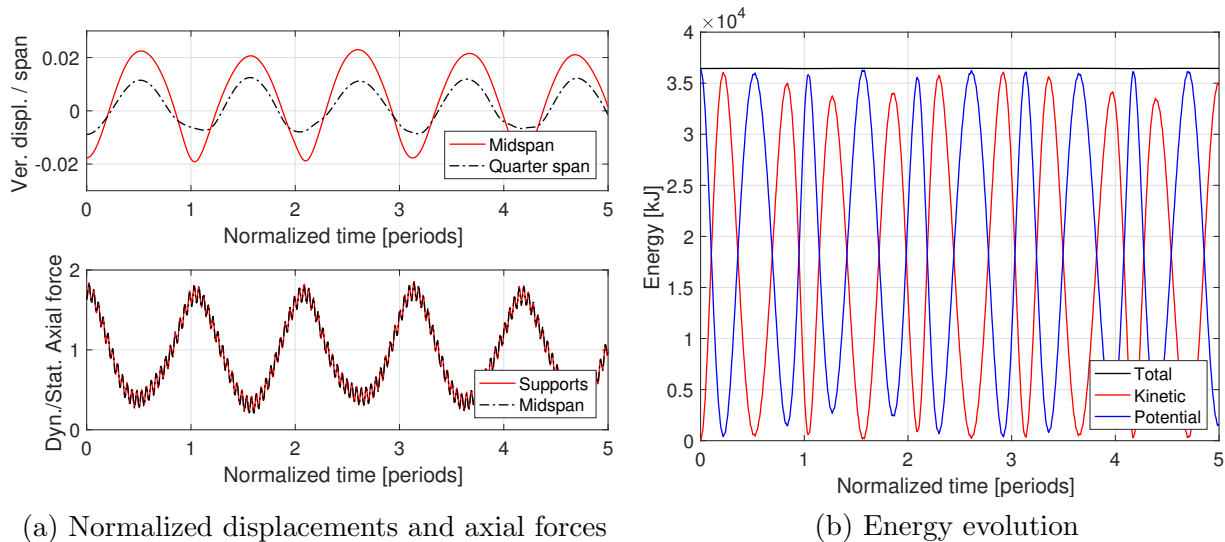 0.02
0
-0.02
Ver. displ. / span
Midspan
Quarter span
0 1 2 3 4 5
Normalized time [periods]
2
1
0
Dyn/Stat. Axial force
Supports
Midspan
0 1 2 3 4 5
Normalized time [periods]
(a) Normalized displacements and axial forces
×10⁴
4
3.5
3
2.5
2
1.5
1
0.5
0
Energy [kJ]
Total
Kinetic
Potential
0 1 2 3 4 5
Normalized time [periods]
(b) Energy evolution